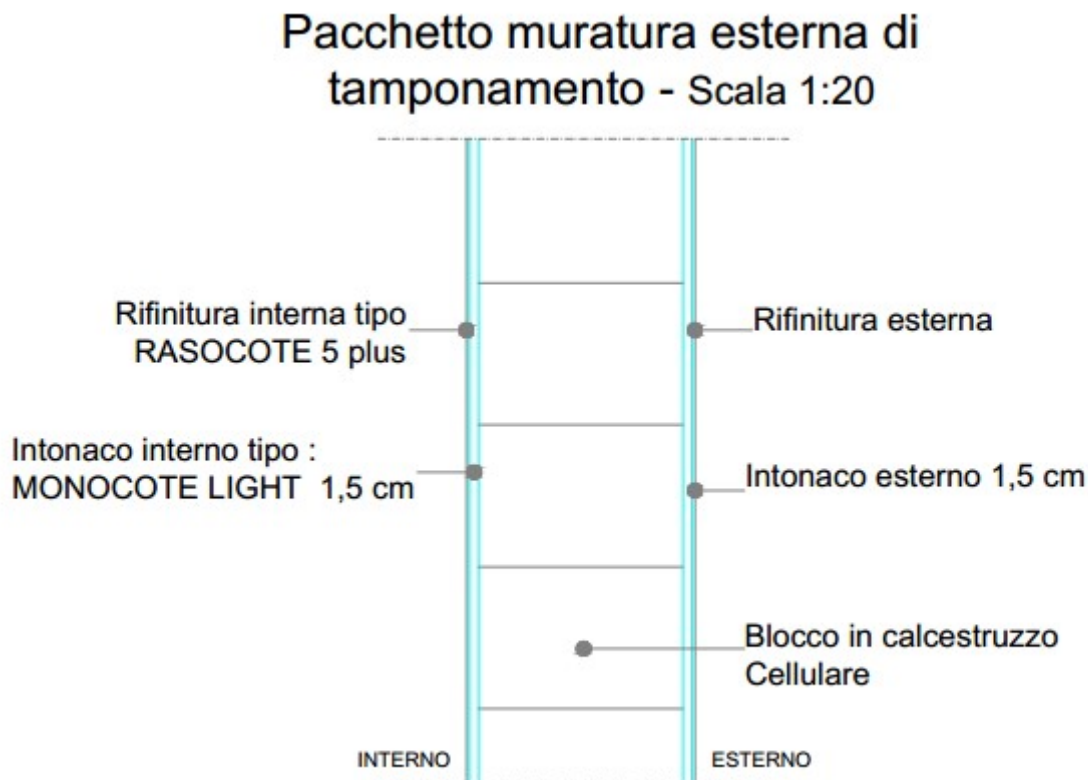 Pacchetto muratura esterna di
tamponamento - Scala 1:20
Rifinitura interna tipo
RASOCOTE 5 plus
Rifinitura esterna
Intonaco interno tipo :
MONOCOTE LIGHT 1,5 cm
Intonaco esterno 1,5 cm
Blocco in calcestruzzo
Cellulare
INTERNO
ESTERNO